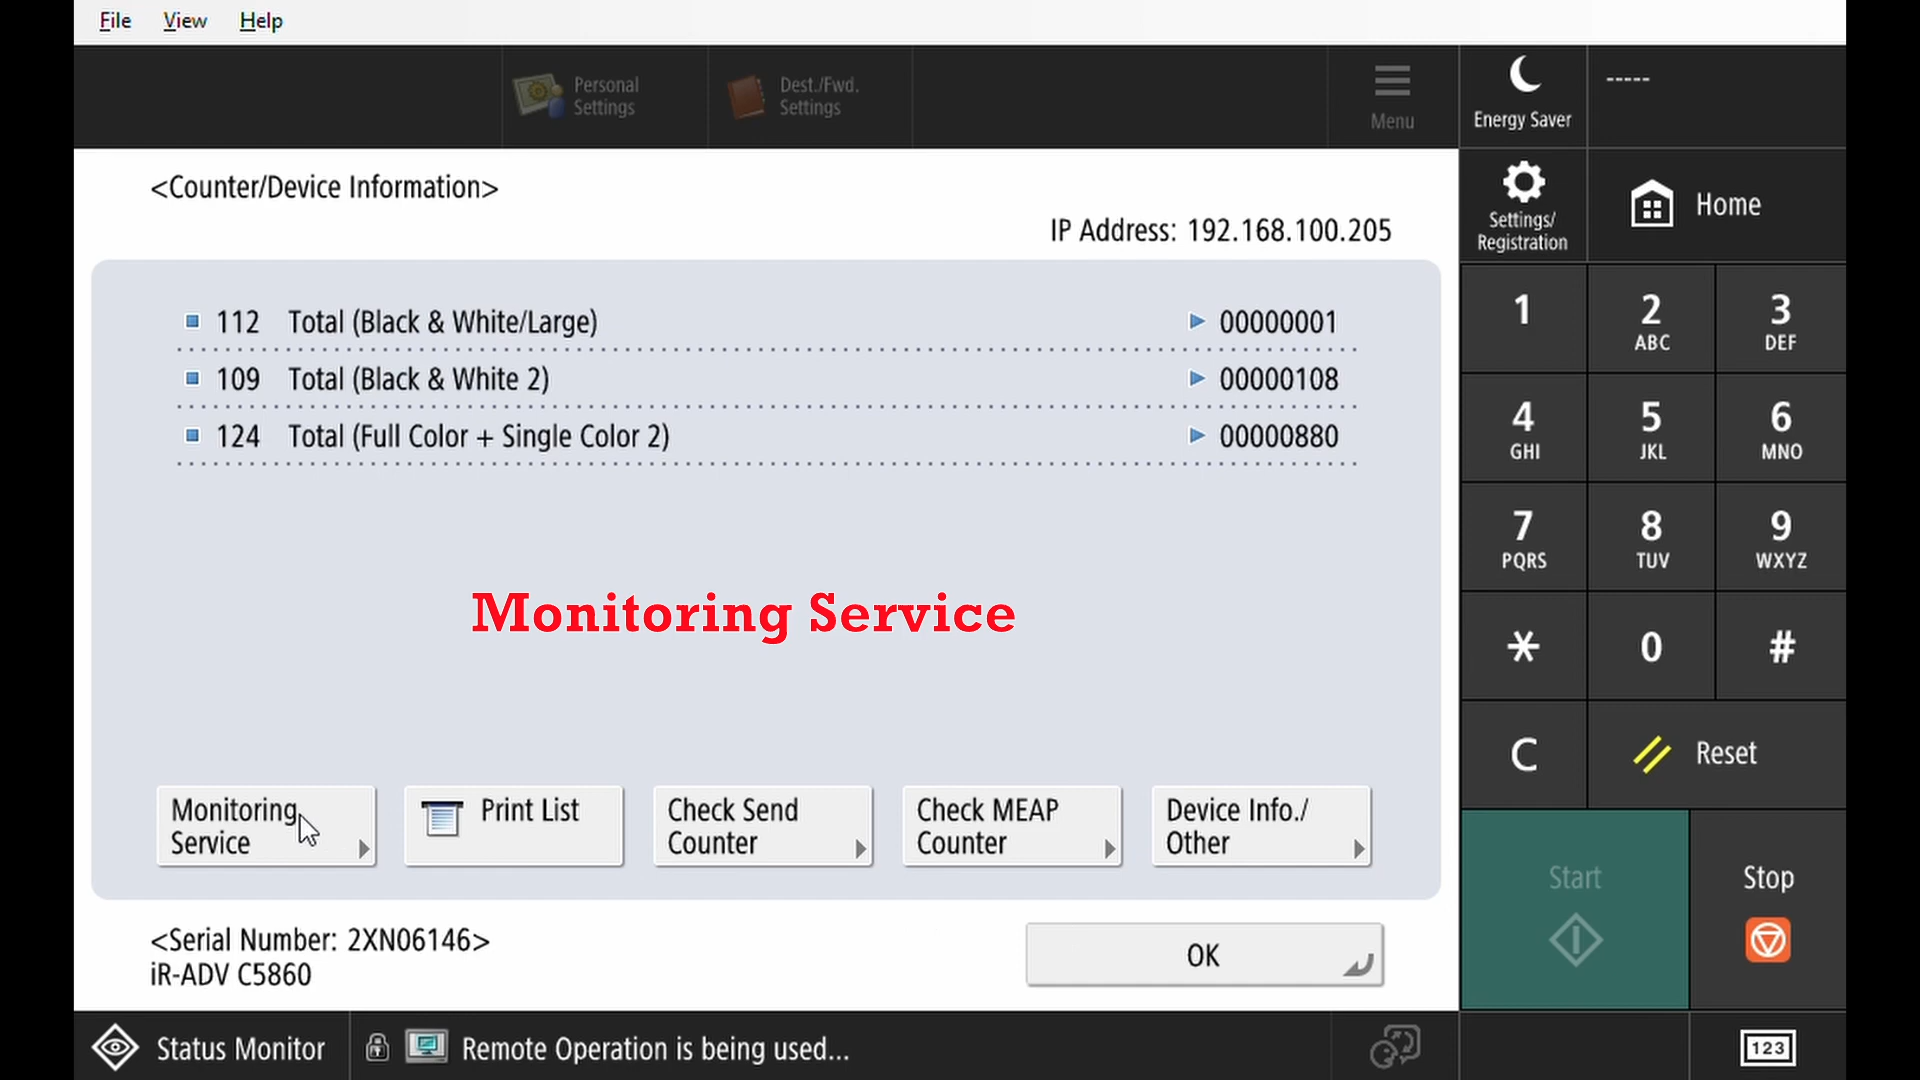 File View Help
Personal
Settings
Dest./Fwd.
Settings
Menu
Energy Saver
-----
<Counter/Device Information>
IP Address: 192.168.100.205
Settings/
Registration
Home
112 Total (Black & White/Large) 00000001
109 Total (Black & White 2) 00000108
124 Total (Full Color + Single Color 2) 00000880
Monitoring Service
1
2
ABC
3
DEF
4
GHI
5
JKL
6
MNO
7
PQRS
8
TUV
9
WXYZ
* 0 #
C Reset
Monitoring
Service
Print List
Check Send
Counter
Check MEAP
Counter
Device Info./
Other
Start
Stop
<Serial Number: 2XN06146>
iR-ADV C5860
OK
Status Monitor
Remote Operation is being used...
123